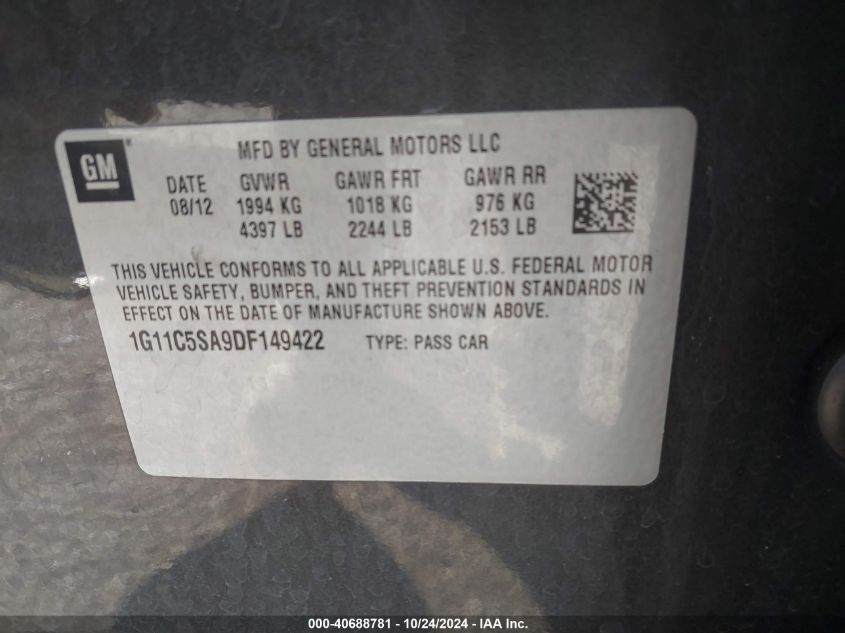 GM
MFD BY GENERAL MOTORS LLC
DATE GVWR GAWR FRT GAWR RR
08/12 1994 KG 1018 KG 976 KG
4397 LB 2244 LB 2153 LB
THIS VEHICLE CONFORMS TO ALL APPLICABLE U.S. FEDERAL MOTOR
VEHICLE SAFETY, BUMPER, AND THEFT PREVENTION STANDARDS IN
EFFECT ON THE DATE OF MANUFACTURE SHOWN ABOVE.
1G11C5SA9DF149422 TYPE: PASS CAR
000-40688781 - 10/24/2024 - IAA Inc.